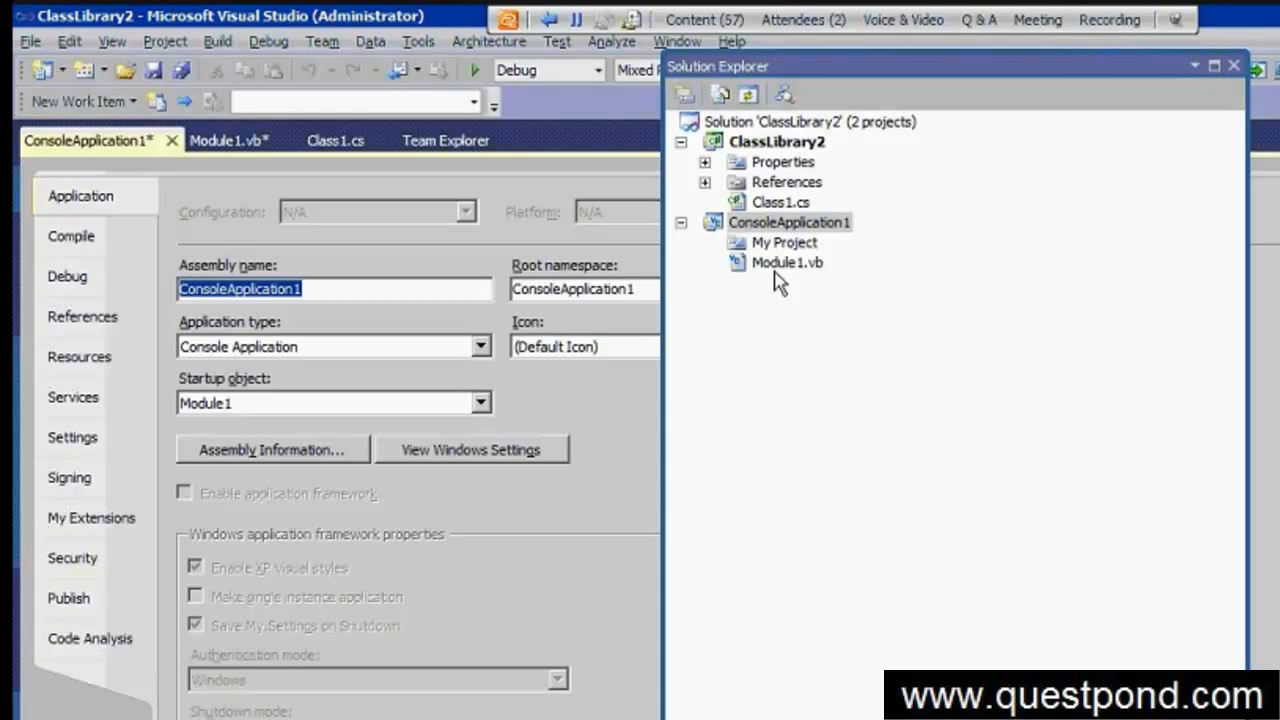 ClassLibrary2 - Microsoft Visual Studio (Administrator)
Content (57) Attendees (2) Voice & Video Q & A Meeting Recording
File Edit View Project Build Debug Team Data Tools Architecture Test Analyze Window Help
Debug Mixed
New Work Item
ConsoleApplication1* Module1.vb* Class1.cs Team Explorer
Application
Compile
Debug
References
Resources
Services
Settings
Signing
My Extensions
Security
Publish
Code Analysis
Configuration: N/A Platform: N/A
Assembly name: Root namespace:
ConsoleApplication1 ConsoleApplication1
Application type: Icon:
Console Application (Default Icon)
Startup object:
Module1
Assembly Information... View Windows Settings
Enable application framework
Windows application framework properties
Enable XP visual styles
Make single instance application
Save My.Settings on Shutdown
Authentication mode:
Windows
Shutdown mode:
Solution Explorer
Solution 'ClassLibrary2' (2 projects)
ClassLibrary2
Properties
References
Class1.cs
ConsoleApplication1
My Project
Module1.vb
www.questpond.com